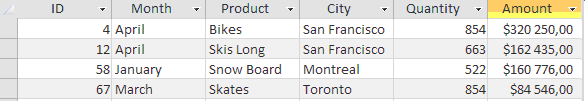 ID Month Product City Quantity Amount
4 April Bikes San Francisco 854 $320 250,00
12 April Skis Long San Francisco 663 $162 435,00
58 January Snow Board Montreal 522 $160 776,00
67 March Skates Toronto 854 $84 546,00